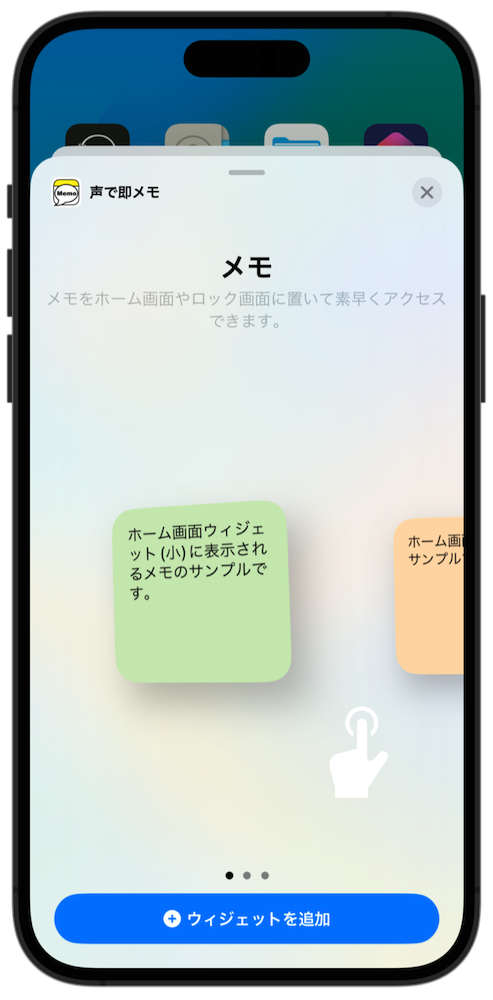 Memo
声で即メモ
メモ
メモをホーム画面やロック画面に置いて素早くアクセス
できます。
ホーム画面ウィジェ
ット (小) に表示され
るメモのサンプルで
す。
ホーム画
サンプル
ウィジェットを追加